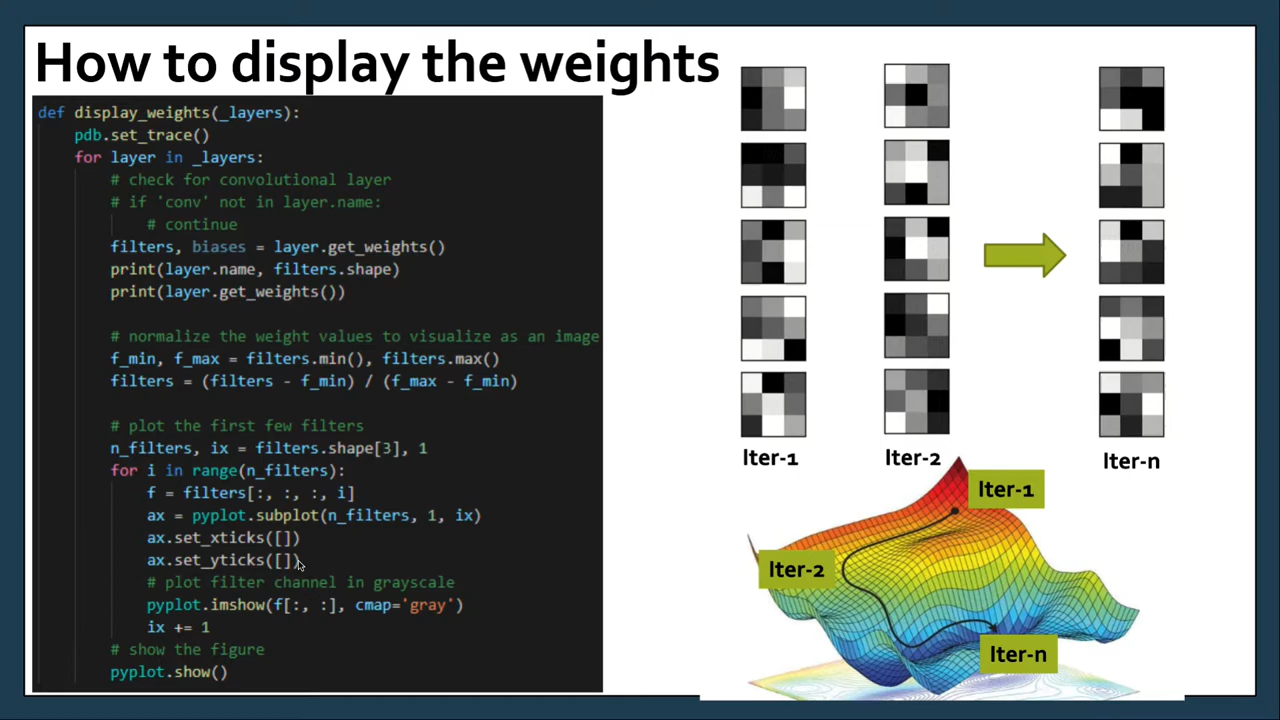 How to display the weights
def display_weights(_layers):
pdb.set_trace()
for layer in _layers:
# check for convolutional layer
# if 'conv' not in layer.name:
# continue
filters, biases = layer.get_weights()
print(layer.name, filters.shape)
print(layer.get_weights())
# normalize the weight values to visualize as an image
f_min, f_max = filters.min(), filters.max()
filters = (filters - f_min) / (f_max - f_min)
# plot the first few filters
n_filters, ix = filters.shape[3], 1
for i in range(n_filters):
f = filters[:, :, :, i]
ax = pyplot.subplot(n_filters, 1, ix)
ax.set_xticks([])
ax.set_yticks([])
# plot filter channel in grayscale
pyplot.imshow(f[:, :], cmap='gray')
ix += 1
# show the figure
pyplot.show()
Iter-1
Iter-2
Iter-n
Iter-1
Iter-2
Iter-n